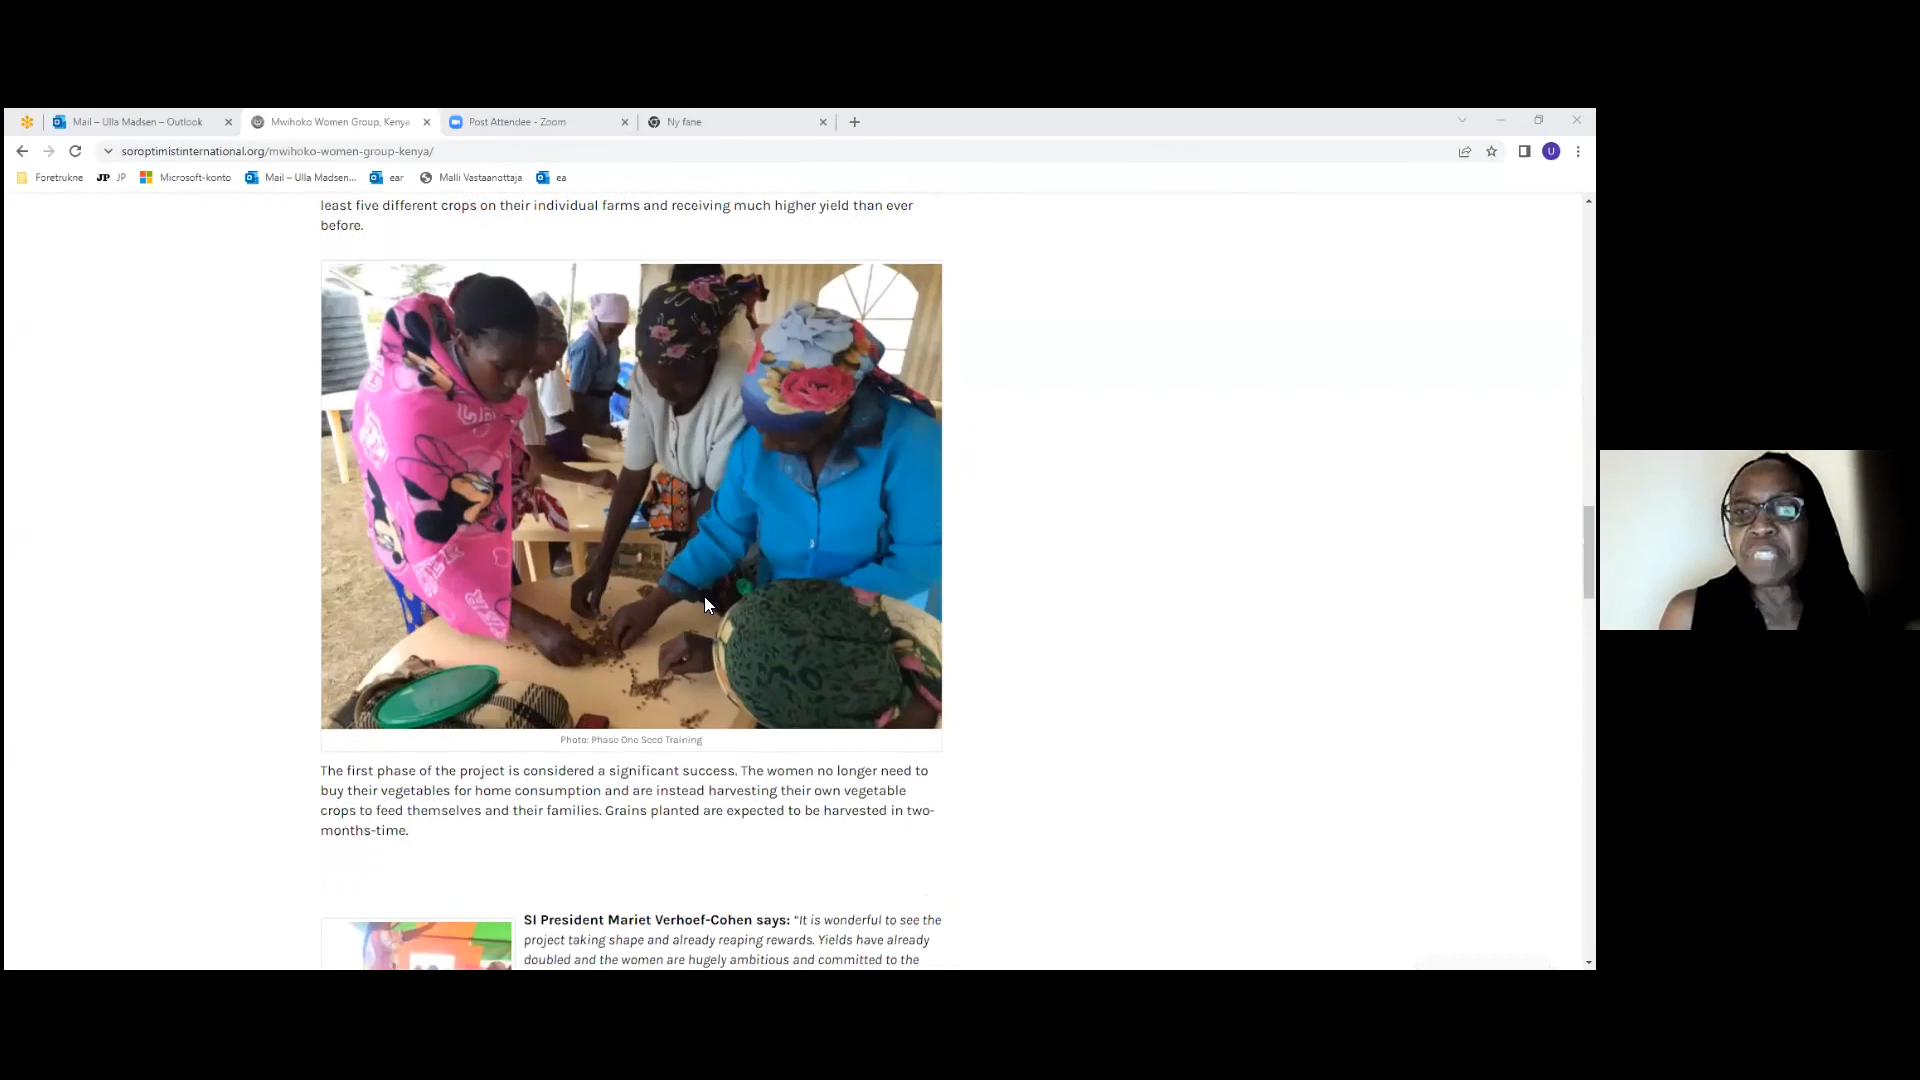 Mail – Ulla Madsen – Outlook
Mwihoko Women Group, Kenya
Post Attendee - Zoom
Ny fane
soroptimistinternational.org/mwihoko-women-group-kenya/
U
Foretrukne
JP JP
Microsoft-konto
Mail – Ulla Madsen...
ear
Malli Vastaanottaja
ea
least five different crops on their individual farms and receiving much higher yield than ever
before.
Photo: Phase One Seed Training
The first phase of the project is considered a significant success. The women no longer need to
buy their vegetables for home consumption and are instead harvesting their own vegetable
crops to feed themselves and their families. Grains planted are expected to be harvested in two-
months-time.
SI President Mariet Verhoef-Cohen says: “It is wonderful to see the
project taking shape and already reaping rewards. Yields have already
doubled and the women are hugely ambitious and committed to the